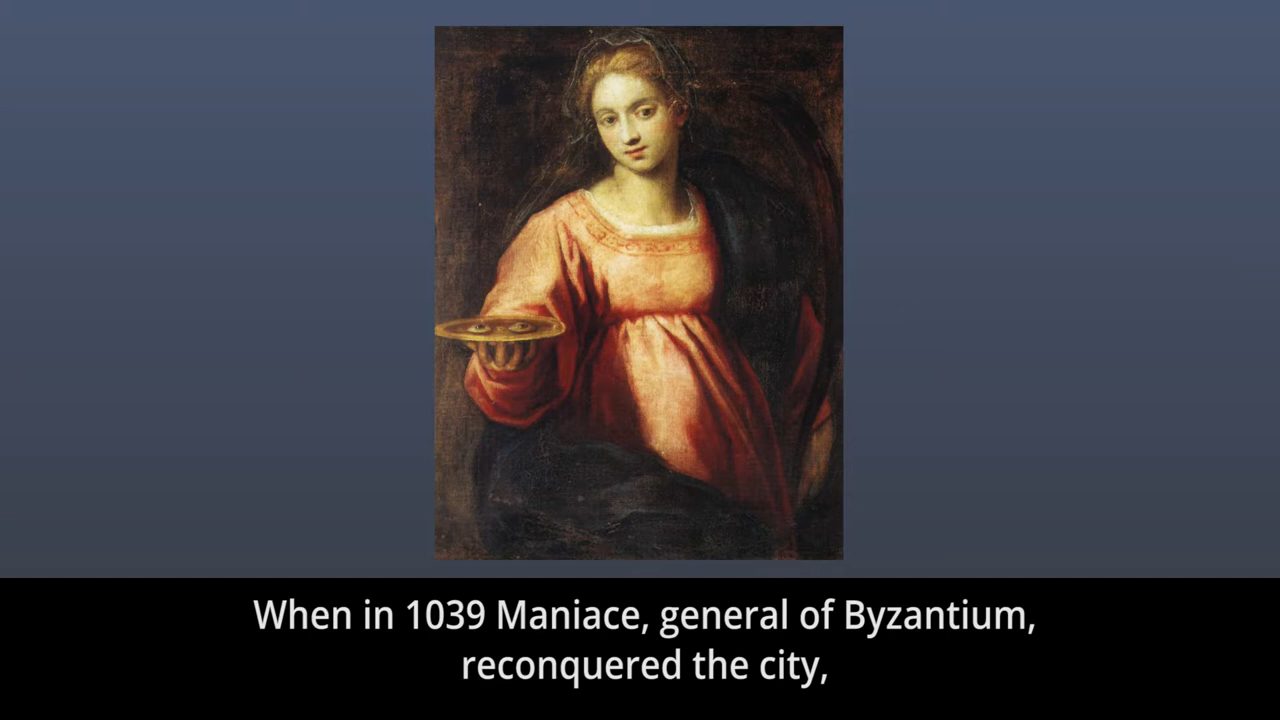 When in 1039 Maniace, general of Byzantium,
reconquered the city,